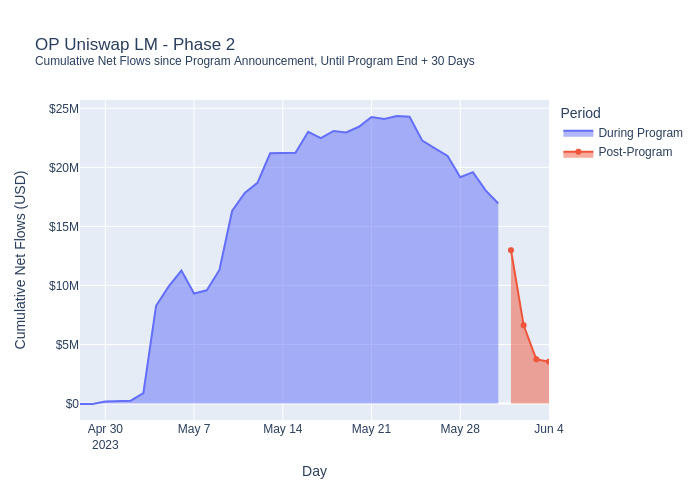 OP Uniswap LM - Phase 2
Cumulative Net Flows since Program Announcement, Until Program End + 30 Days
Period
During Program
Post-Program
Cumulative Net Flows (USD)
$25M
$20M
$15M
$10M
$5M
$0
Apr 30
2023
May 7
May 14
May 21
May 28
Jun 4
Day